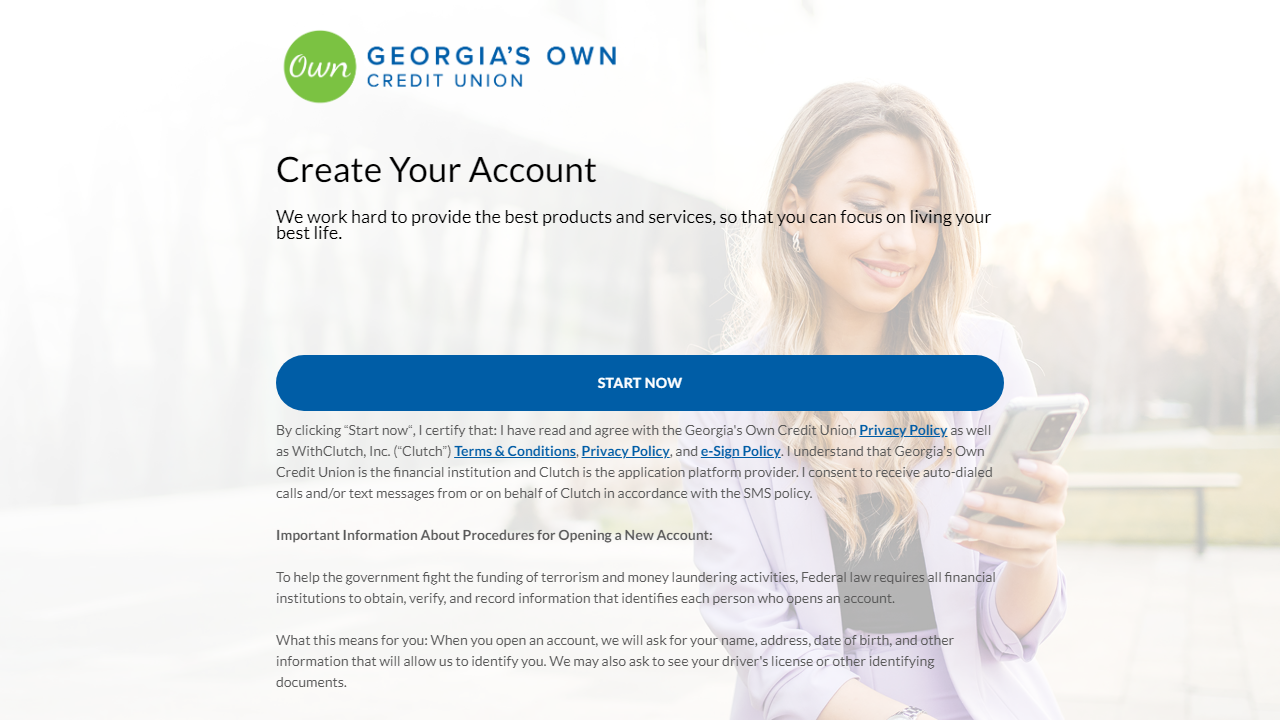 Own
GEORGIA'S OWN
CREDIT UNION
Create Your Account
We work hard to provide the best products and services, so that you can focus on living your
best life.
START NOW
By clicking “Start now“, I certify that: I have read and agree with the Georgia's Own Credit Union Privacy Policy as well
as WithClutch, Inc. (“Clutch”) Terms & Conditions, Privacy Policy, and e-Sign Policy. I understand that Georgia's Own
Credit Union is the financial institution and Clutch is the application platform provider. I consent to receive auto-dialed
calls and/or text messages from or on behalf of Clutch in accordance with the SMS policy.
Important Information About Procedures for Opening a New Account:
To help the government fight the funding of terrorism and money laundering activities, Federal law requires all financial
institutions to obtain, verify, and record information that identifies each person who opens an account.
What this means for you: When you open an account, we will ask for your name, address, date of birth, and other
information that will allow us to identify you. We may also ask to see your driver's license or other identifying
documents.